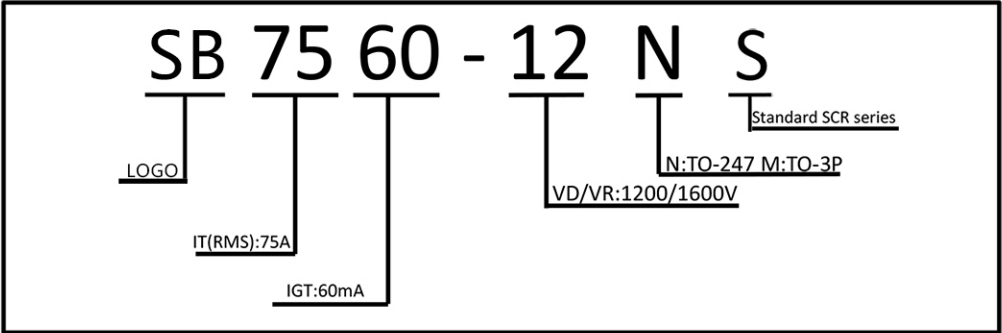 SB 75 60 - 12 N S
Standard SCR series
LOGO
N:TO-247 M:TO-3P
VD/VR:1200/1600V
IT(RMS):75A
IGT:60mA